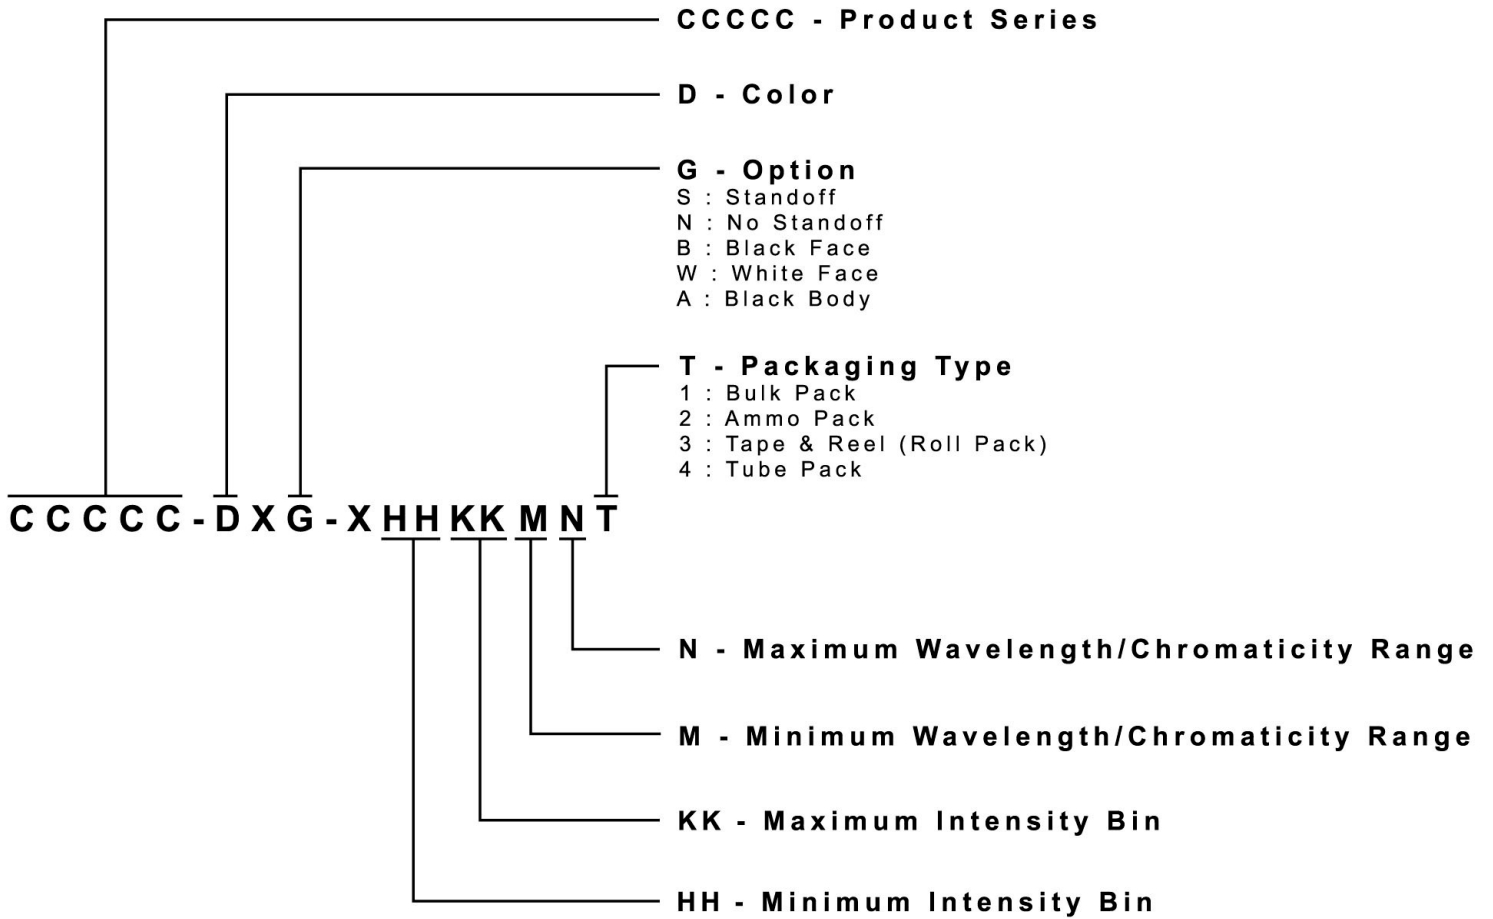 CCCCC - Product Series
D - Color
G - Option
S : Standoff
N : No Standoff
B : Black Face
W : White Face
A : Black Body
T - Packaging Type
1 : Bulk Pack
2 : Ammo Pack
3 : Tape & Reel (Roll Pack)
4 : Tube Pack
CCCCC-DXG-XHHKKMNT
N - Maximum Wavelength/Chromaticity Range
M - Minimum Wavelength/Chromaticity Range
KK - Maximum Intensity Bin
HH - Minimum Intensity Bin